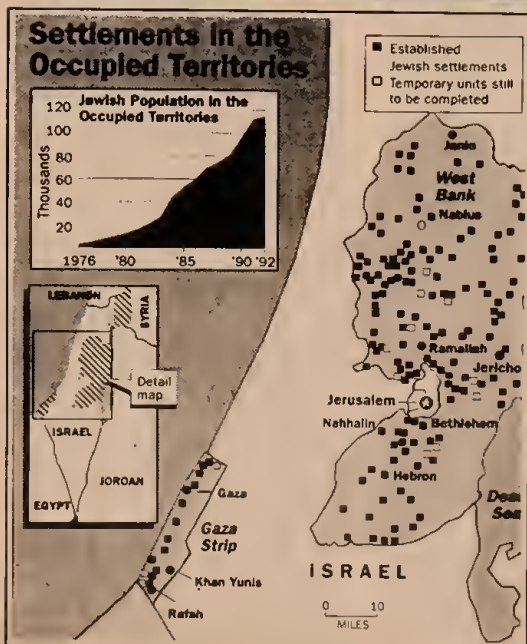 Settlements in the
Occupied Territories
Jewish Population in the
Occupied Territories
120
100
80
60
40
20
Thousands
1976 '80 '85 '90 '92
Established
Jewish settlements
Temporary units still
to be completed
LEBANON
SYRIA
Detail
map
ISRAEL
JORDAN
EGYPT
Gaza
Gaza
Strip
Khan Yunis
Rafah
Jenin
West
Bank
Nablus
Ramallah
Jericho
Jerusalem
Nahhalin
Bethlehem
Hebron
Dead
Sea
ISRAEL
0 10
MILES